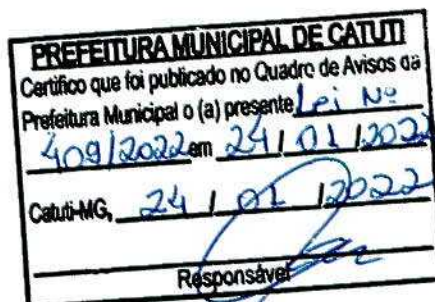 PREFEITURA MUNICIPAL DE CATUTI
Certifico que foi publicado no Quadro de Avisos da
Prefeitura Municipal o (a) presente Lei Nº
409/2022 em 24/01/2022
Catuti-MG, 24 / 01 /2022
Responsável